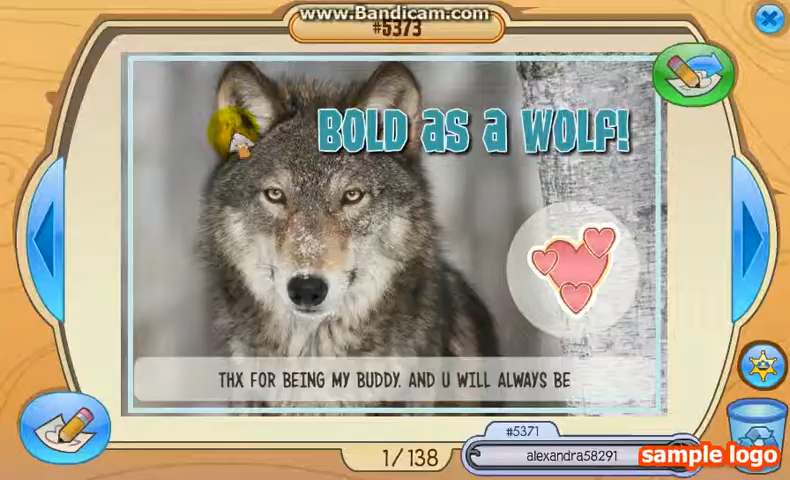 www.Bandicam.com
#5373
BOLD as a WOLF!
THX FOR BEING MY BUDDY. AND U WILL ALWAYS BE
#5371
1/138
alexandra58291
sample logo